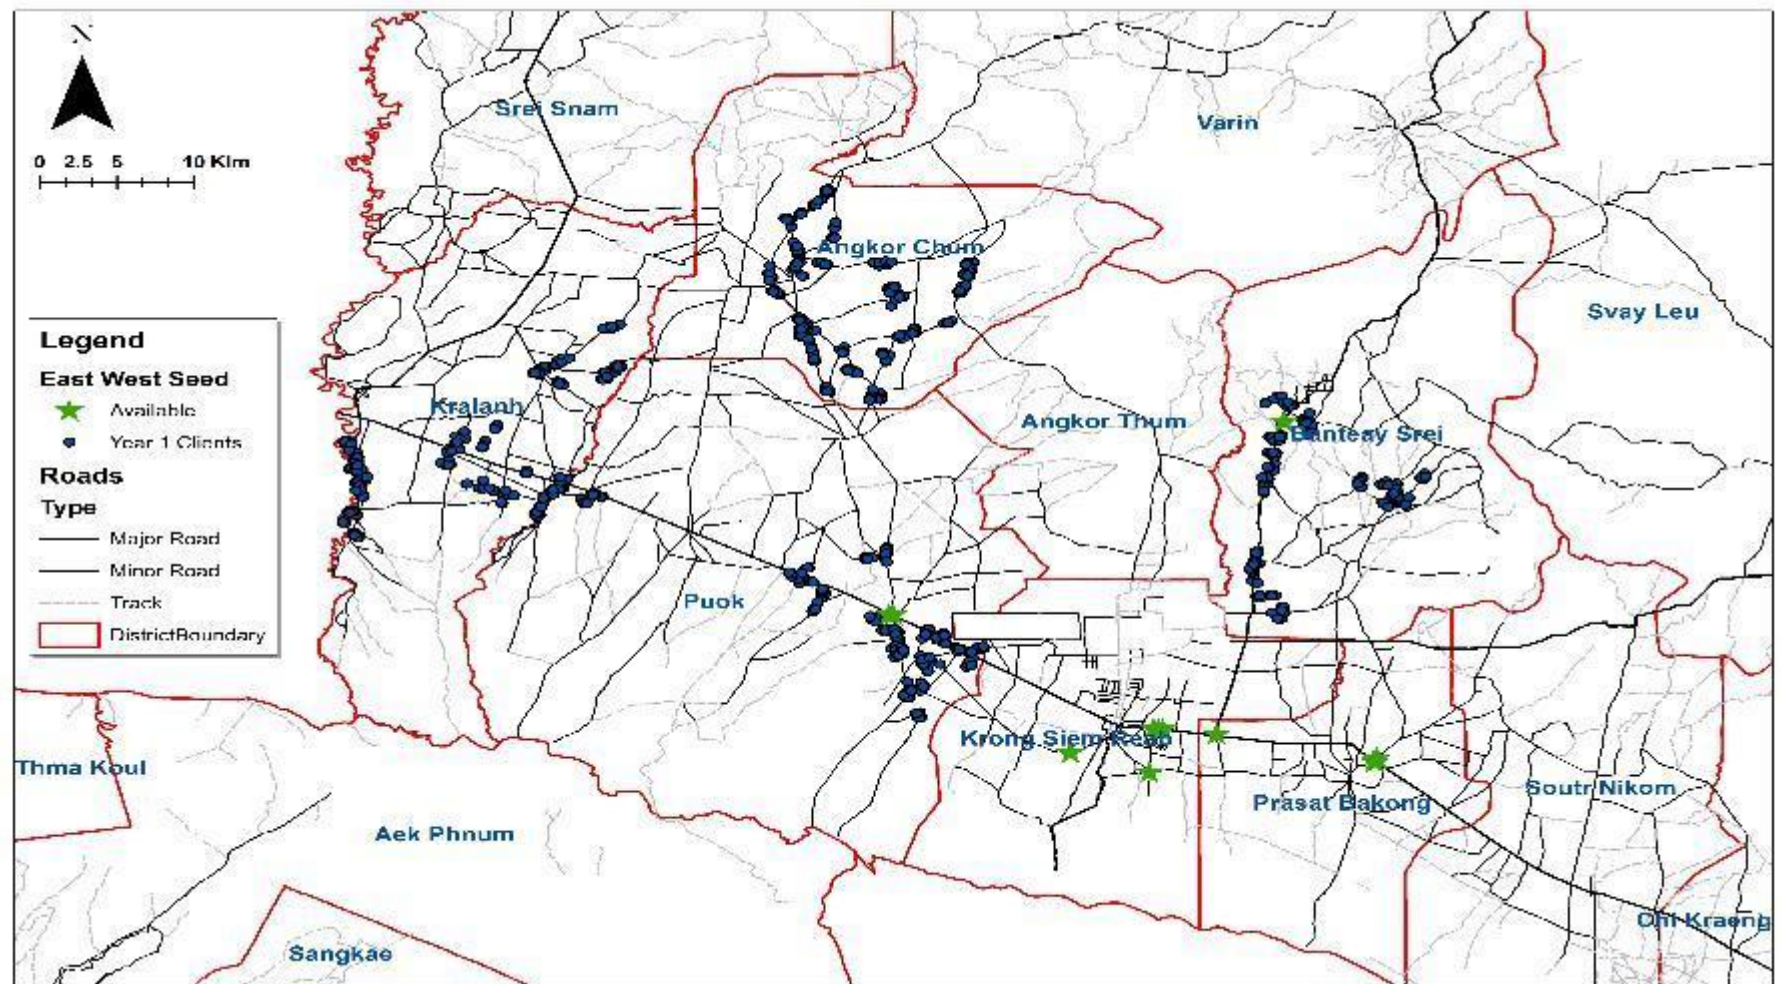 N
0 2.5 5 10 Klm
Srei Snam
Varin
Angkor Chum
Svay Leu
Legend
East West Seed
Available
Year 1 Clients
Roads
Type
Major Road
Minor Road
Track
DistrictBoundary
Kralanh
Angkor Thum
Banteay Srei
Puok
Krong Siem Reap
Thma Koul
Prasat Bakong
Soutr Nikom
Aek Phnum
Chi Kraeng
Sangkae